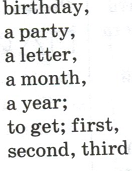 birthday,
a party,
a letter,
a month,
a year;
to get; first,
second, third